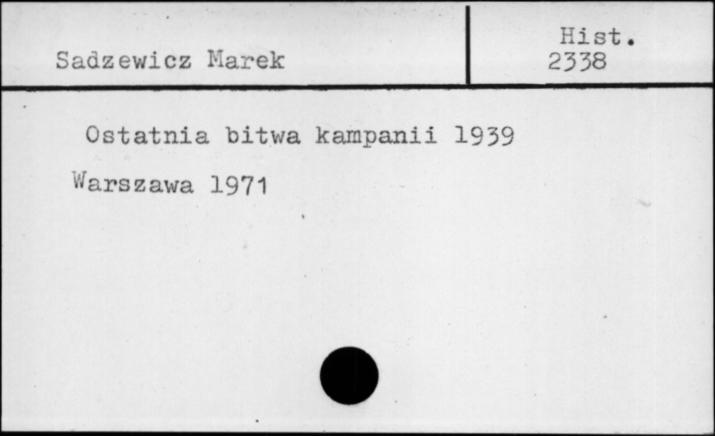 Sadzewicz Marek
Hist.
2338
Ostatnia bitwa kampanii 1939
Warszawa 1971